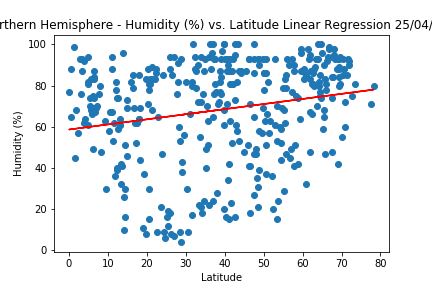 rthern Hemisphere - Humidity (%) vs. Latitude Linear Regression 25/04/
100
80
60
40
20
0
Humidity (%)
0 10 20 30 40 50 60 70 80
Latitude